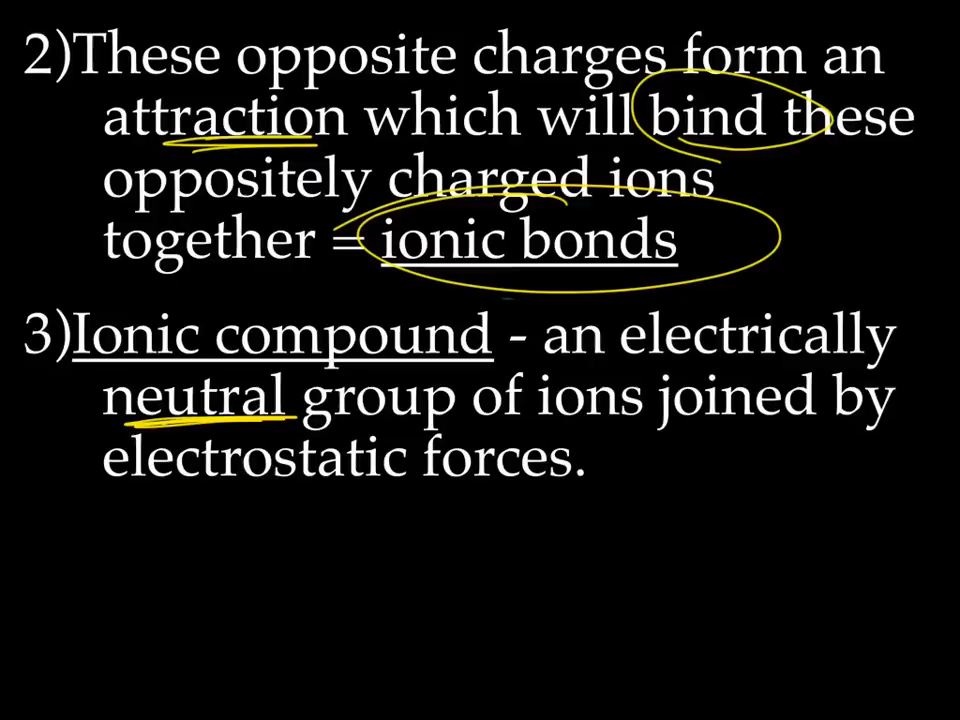 2)These opposite charges form an
attraction which will bind these
oppositely charged ions
together = ionic bonds
3)Ionic compound - an electrically
neutral group of ions joined by
electrostatic forces.